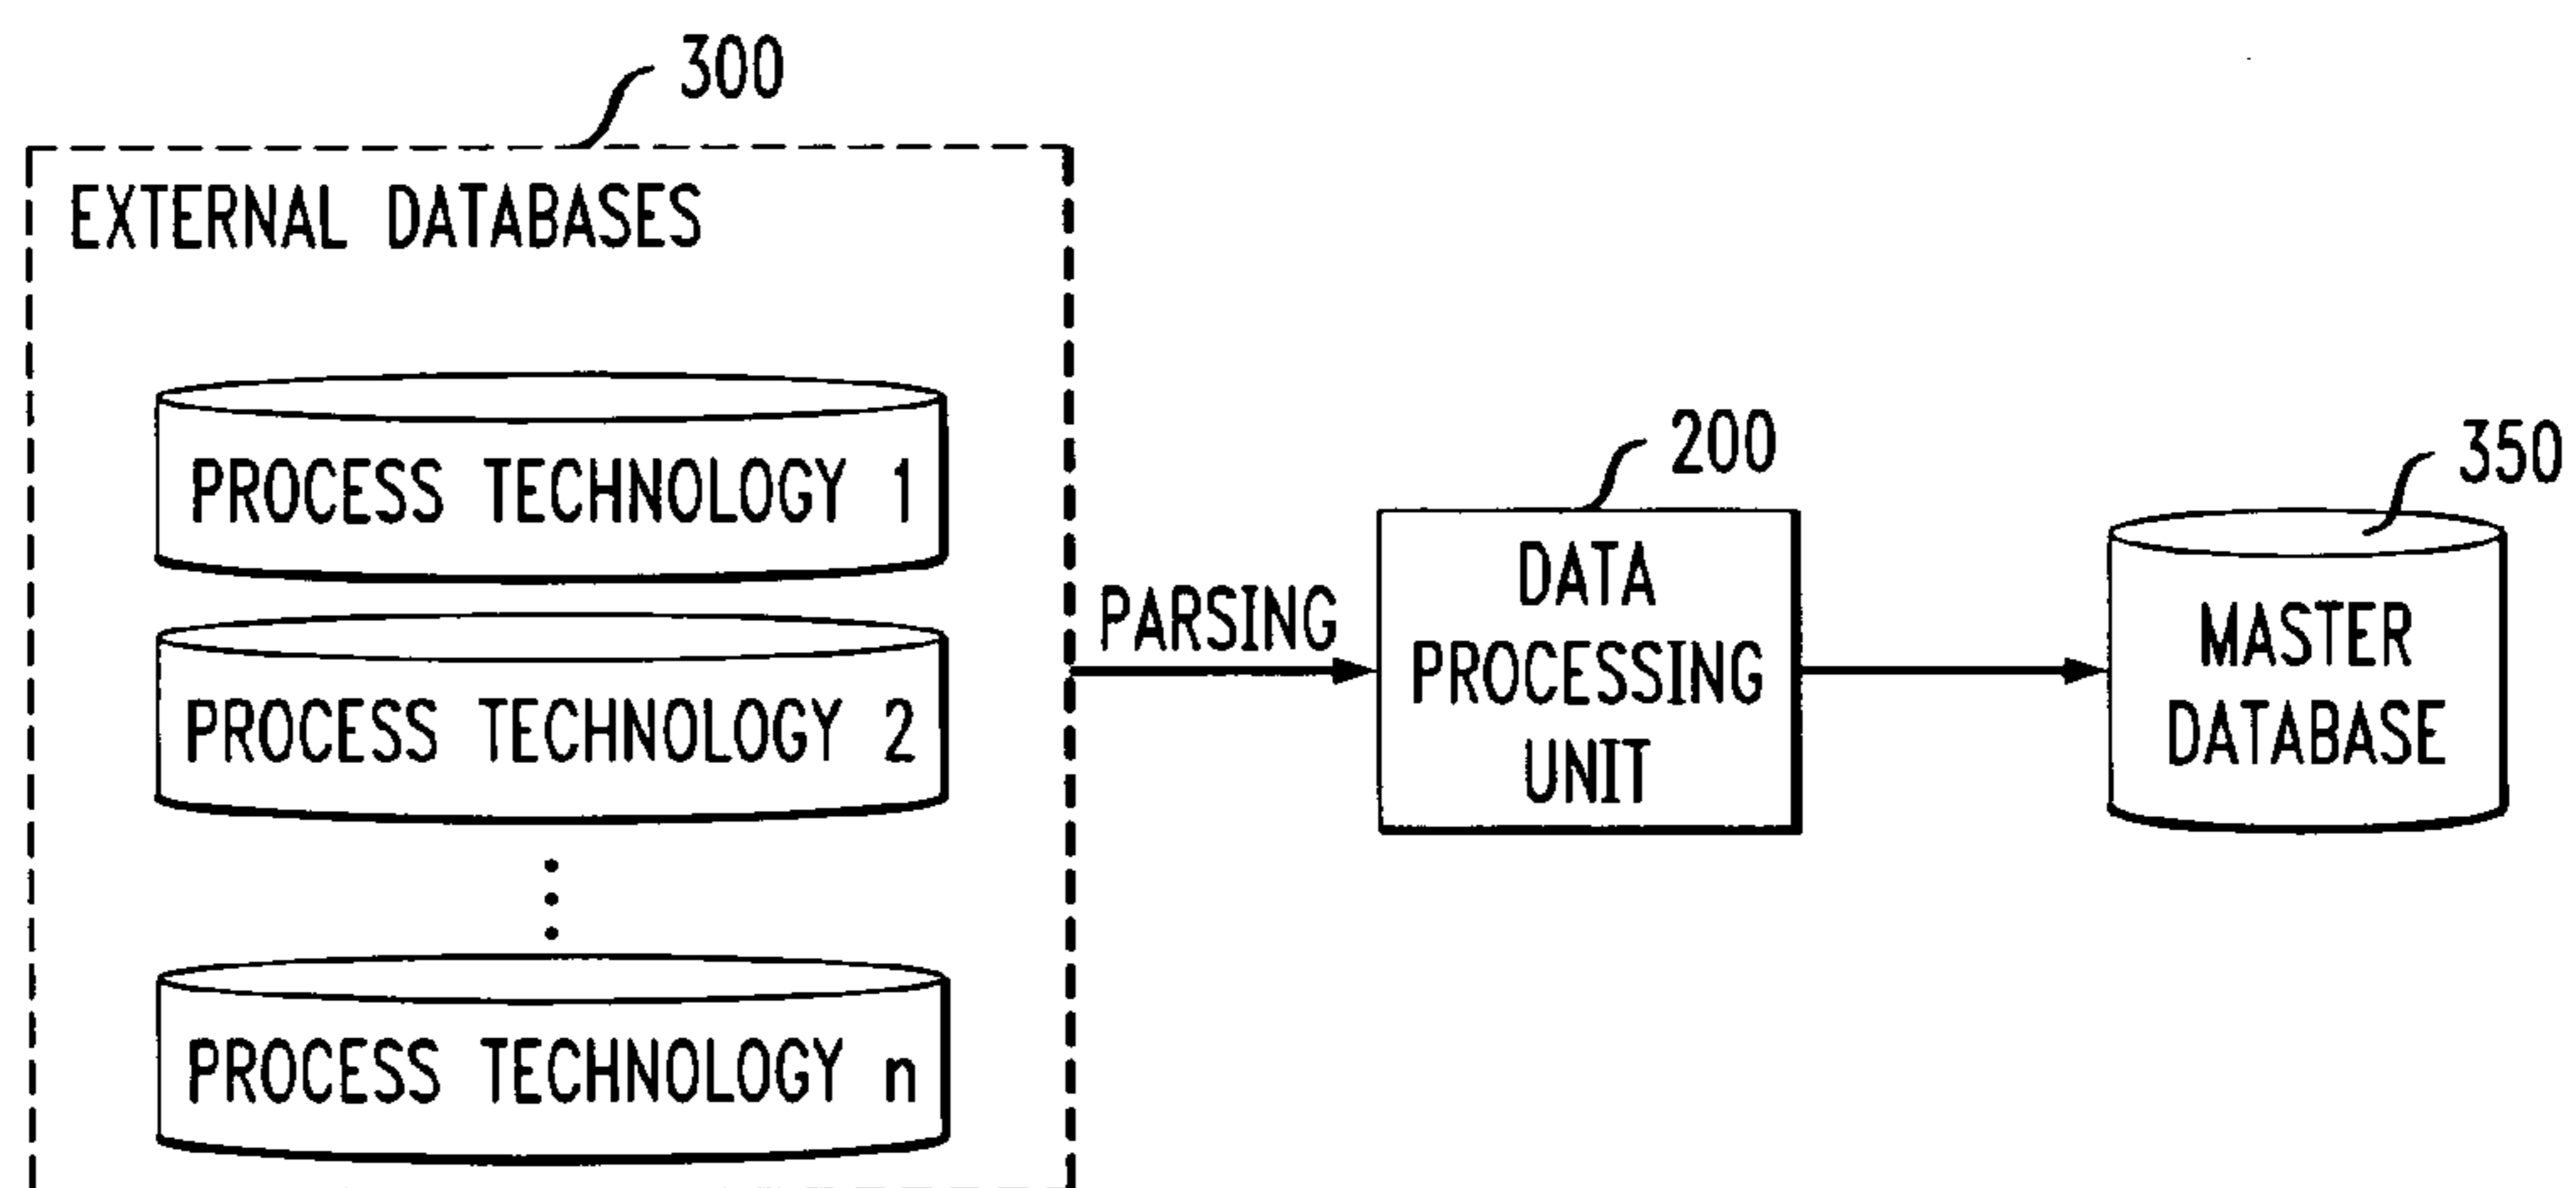 300
EXTERNAL DATABASES
PROCESS TECHNOLOGY 1
PROCESS TECHNOLOGY 2
PROCESS TECHNOLOGY n
PARSING
200
DATA
PROCESSING
UNIT
350
MASTER
DATABASE